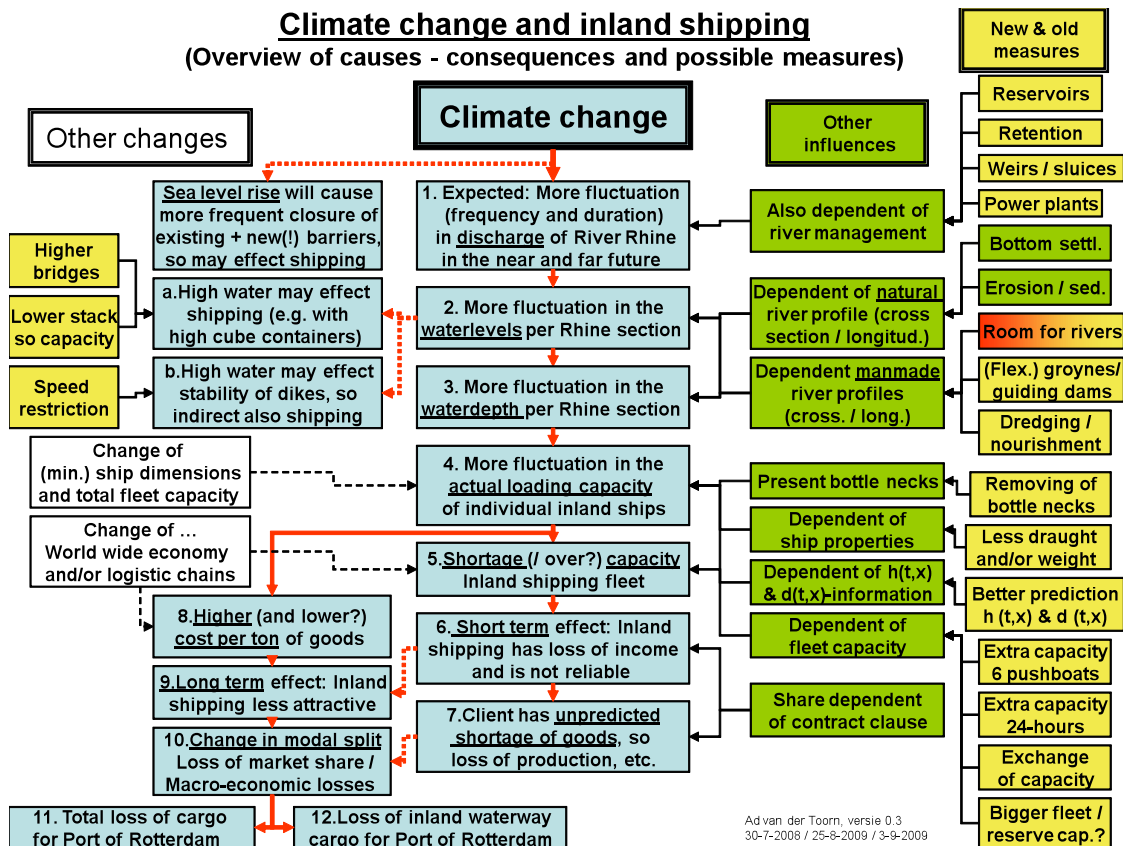 Climate change and inland shipping
(Overview of causes - consequences and possible measures)
New & old
measures
Other changes
Climate change
Other
influences
Reservoirs
Retention
Weirs / sluices
Power plants
Bottom settl.
Erosion / sed.
Room for rivers
(Flex.) groynes/
guiding dams
Dredging /
nourishment
Removing of
bottle necks
Less draught
and/or weight
Better prediction
h (t,x) & d (t,x)
Extra capacity
6 pushboats
Extra capacity
24-hours
Exchange
of capacity
Bigger fleet /
reserve cap.?
Sea level rise will cause
more frequent closure of
existing + new(!) barriers,
so may effect shipping
Higher
bridges
Lower stack
so capacity
Speed
restriction
a.High water may effect
shipping (e.g. with
high cube containers)
b.High water may effect
stability of dikes, so
indirect also shipping
Change of
(min.) ship dimensions
and total fleet capacity
Change of ...
World wide economy
and/or logistic chains
1. Expected: More fluctuation
(frequency and duration)
in discharge of River Rhine
in the near and far future
2. More fluctuation in the
waterlevels per Rhine section
3. More fluctuation in the
waterdepth per Rhine section
4. More fluctuation in the
actual loading capacity
of individual inland ships
5.Shortage (/ over?) capacity
Inland shipping fleet
6. Short term effect: Inland
shipping has loss of income
and is not reliable
7.Client has unpredicted
shortage of goods, so
loss of production, etc.
8.Higher (and lower?)
cost per ton of goods
9.Long term effect: Inland
shipping less attractive
10.Change in modal split
Loss of market share /
Macro-economic losses
11. Total loss of cargo
for Port of Rotterdam
12.Loss of inland waterway
cargo for Port of Rotterdam
Also dependent of
river management
Dependent of natural
river profile (cross
section / longitud.)
Dependent manmade
river profiles
(cross. / long.)
Present bottle necks
Dependent of
ship properties
Dependent of h(t,x)
& d(t,x)-information
Dependent of
fleet capacity
Share dependent
of contract clause
Ad van der Toorn, versie 0.3
30-7-2008 / 25-8-2009 / 3-9-2009